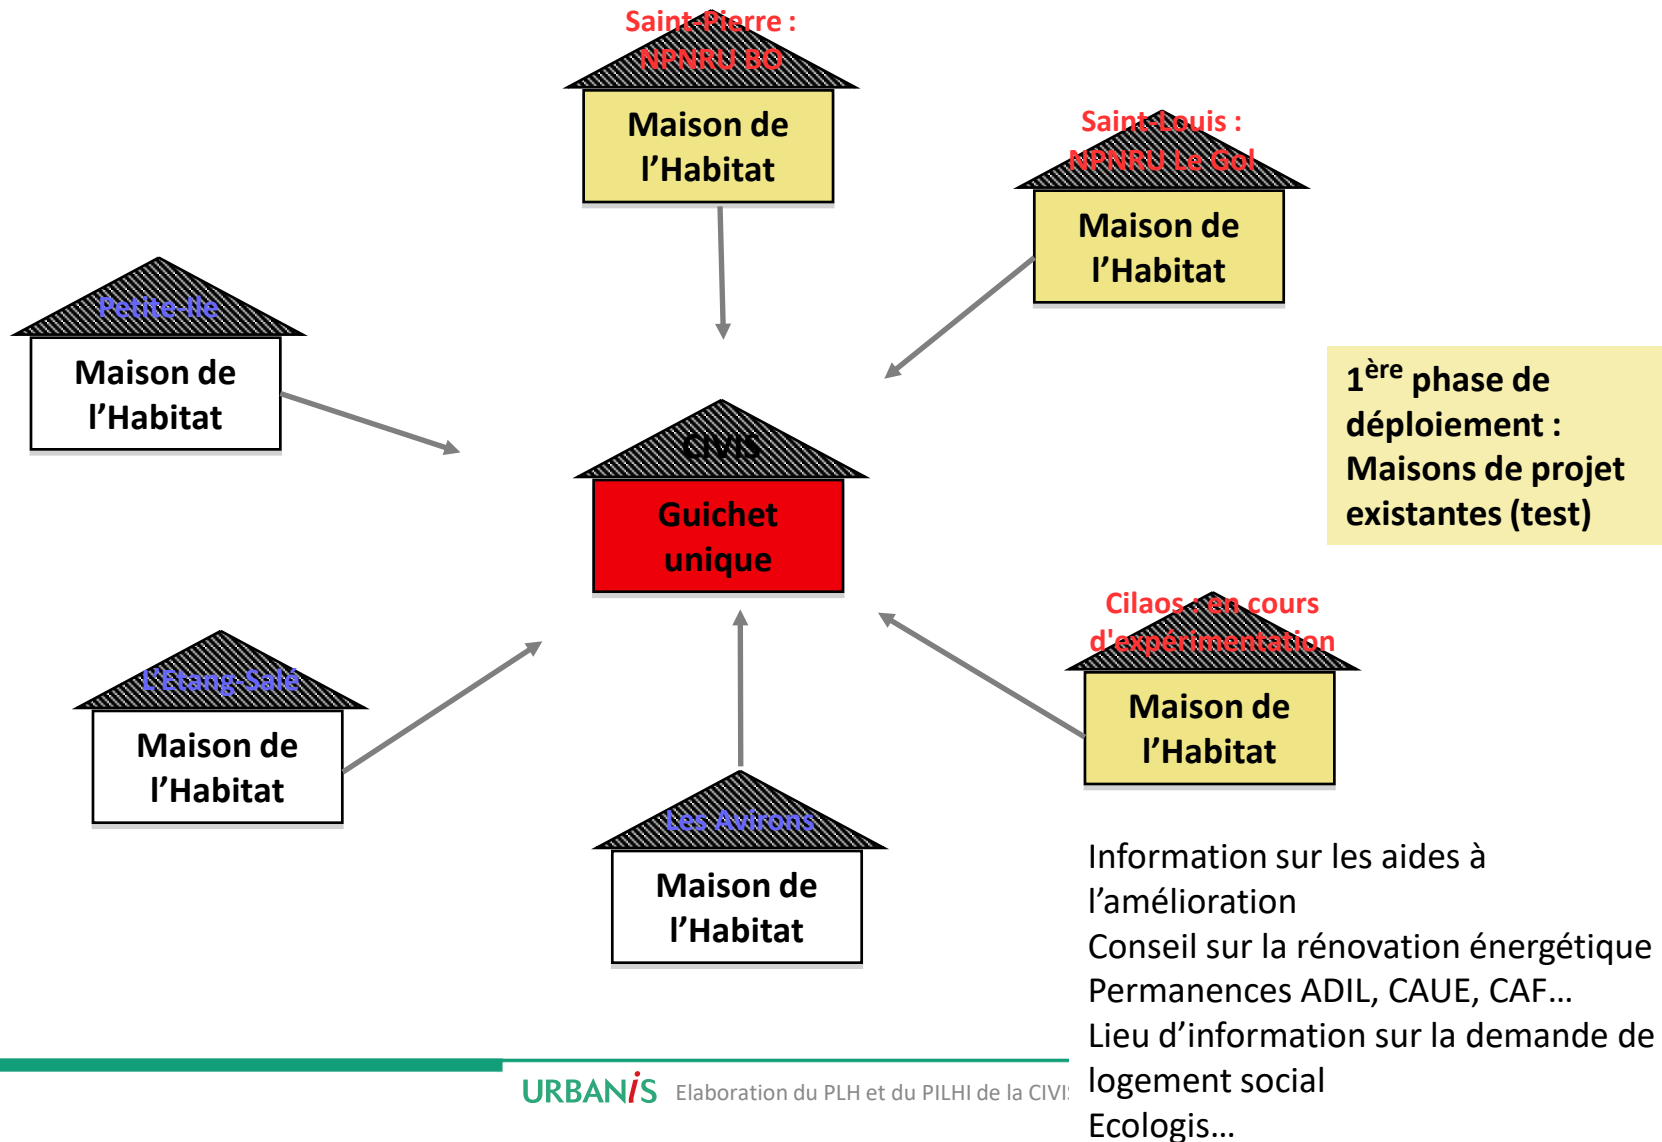 Saint-Pierre :
NPNRU BO
Maison de
l’Habitat
Saint-Louis :
NPNRU Le Gol
Maison de
l’Habitat
Petite-Ile
Maison de
l’Habitat
1ère phase de
déploiement :
Maisons de projet
existantes (test)
CIVIS
Guichet
unique
Cilaos : en cours
d'expérimentation
Maison de
l’Habitat
L’Etang-Salé
Maison de
l’Habitat
Les Avirons
Maison de
l’Habitat
Information sur les aides à
l’amélioration
Conseil sur la rénovation énergétique
Permanences ADIL, CAUE, CAF…
Lieu d’information sur la demande de
logement social
Ecologis…
URBANiS Elaboration du PLH et du PILHI de la CIVIS